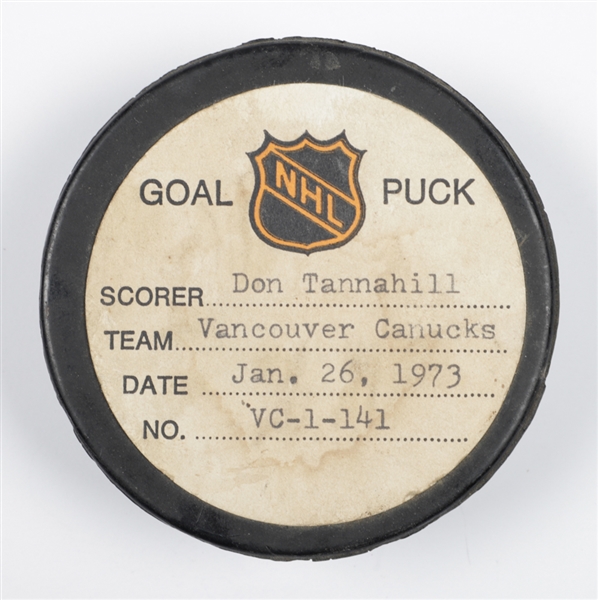 GOAL NHL PUCK
SCORER Don Tannahill
TEAM Vancouver Canucks
DATE Jan. 26, 1973
NO. VC-1-141